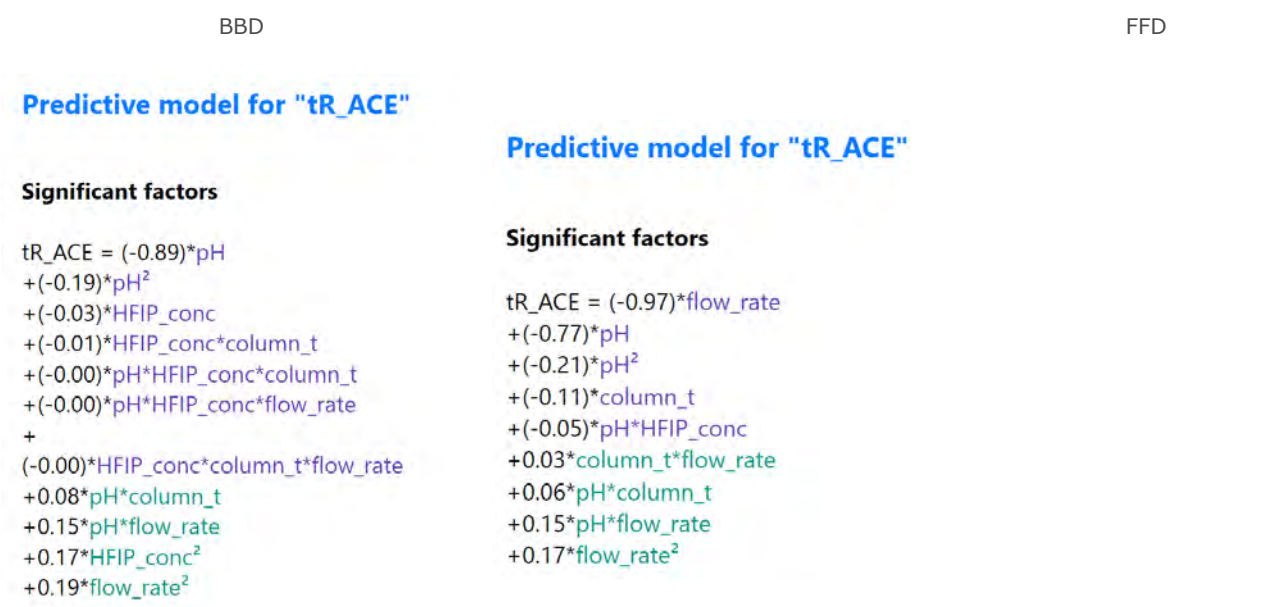 BBD
FFD
Predictive model for "tR_ACE"
Significant factors
tR_ACE = (-0.89)*pH
+(-0.19)*pH²
+(-0.03)*HFIP_conc
+(-0.01)*HFIP_conc*column_t
+(-0.00)*pH*HFIP_conc*column_t
+(-0.00)*pH*HFIP_conc*flow_rate
+
(-0.00)*HFIP_conc*column_t*flow_rate
+0.08*pH*column_t
+0.15*pH*flow_rate
+0.17*HFIP_conc²
+0.19*flow_rate²
Predictive model for "tR_ACE"
Significant factors
tR_ACE = (-0.97)*flow_rate
+(-0.77)*pH
+(-0.21)*pH²
+(-0.11)*column_t
+(-0.05)*pH*HFIP_conc
+0.03*column_t*flow_rate
+0.06*pH*column_t
+0.15*pH*flow_rate
+0.17*flow_rate²